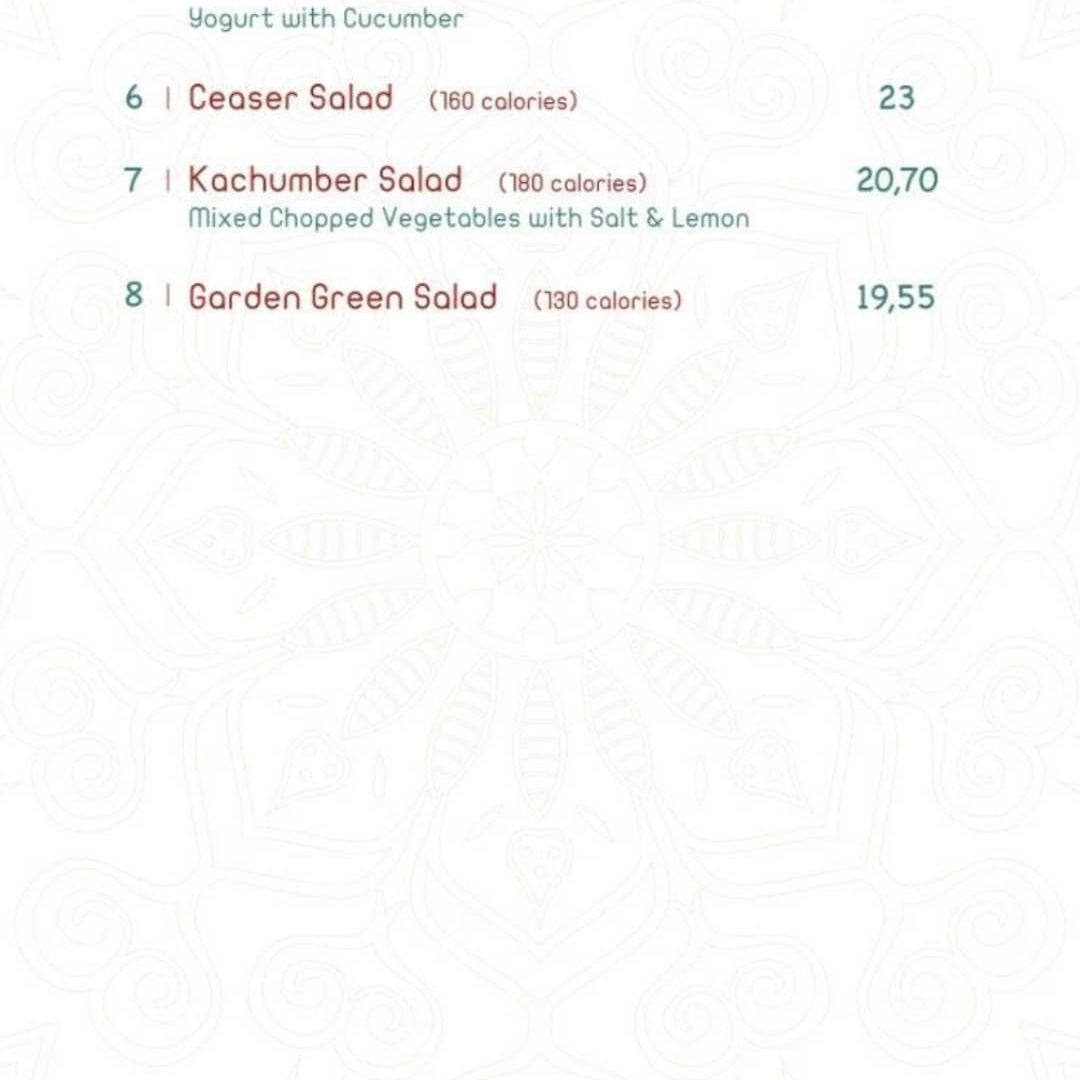 Yogurt with Cucumber
6 | Ceaser Salad (160 calories) 23
7 | Kachumber Salad (180 calories) 20,70
Mixed Chopped Vegetables with Salt & Lemon
8 | Garden Green Salad (130 calories) 19,55